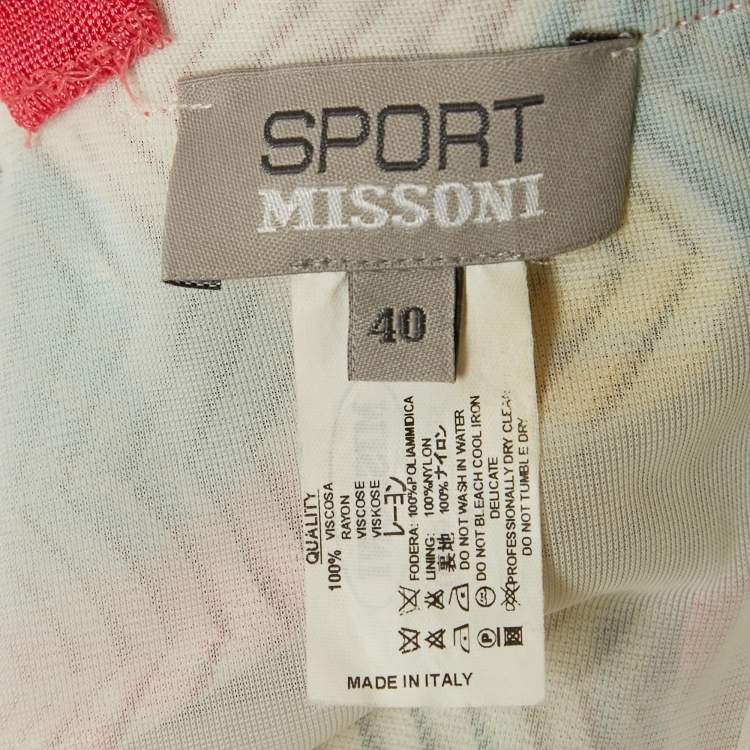 SPORT
MISSONI
40
QUALITY
100% VISCOSA
RAYON
VISCOSE
VISKOSE
レーヨン
FODERA: 100%POLIAMMDICA
LINING: 100%NYLON
裏地 100%ナイロン
DO NOT WASH IN WATER
DO NOT BLEACH COOL IRON
DELICATE
PROFESSIONALLY DRY CLEAN
DO NOT TUMBLE DRY
P
MADE IN ITALY